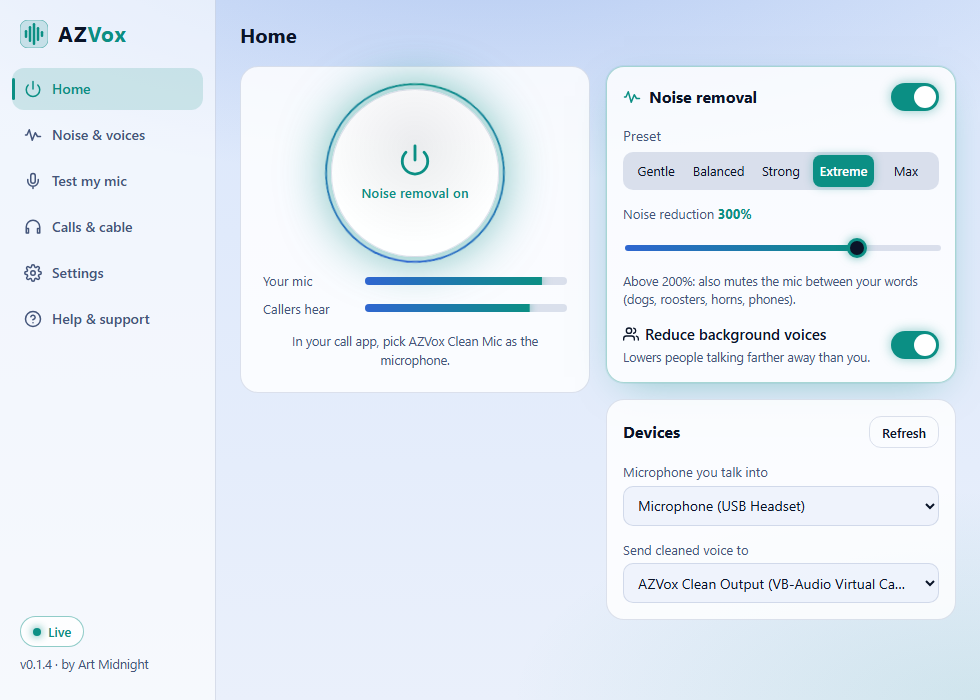 AZVox
Home
Noise & voices
Test my mic
Calls & cable
Settings
Help & support
Live
v0.1.4 · by Art Midnight
Home
Noise removal on
Your mic
Callers hear
In your call app, pick AZVox Clean Mic as the
microphone.
Noise removal
Preset
Gentle Balanced Strong Extreme Max
Noise reduction 300%
Above 200%: also mutes the mic between your words
(dogs, roosters, horns, phones).
Reduce background voices
Lowers people talking farther away than you.
Devices
Refresh
Microphone you talk into
Microphone (USB Headset)
Send cleaned voice to
AZVox Clean Output (VB-Audio Virtual Ca...